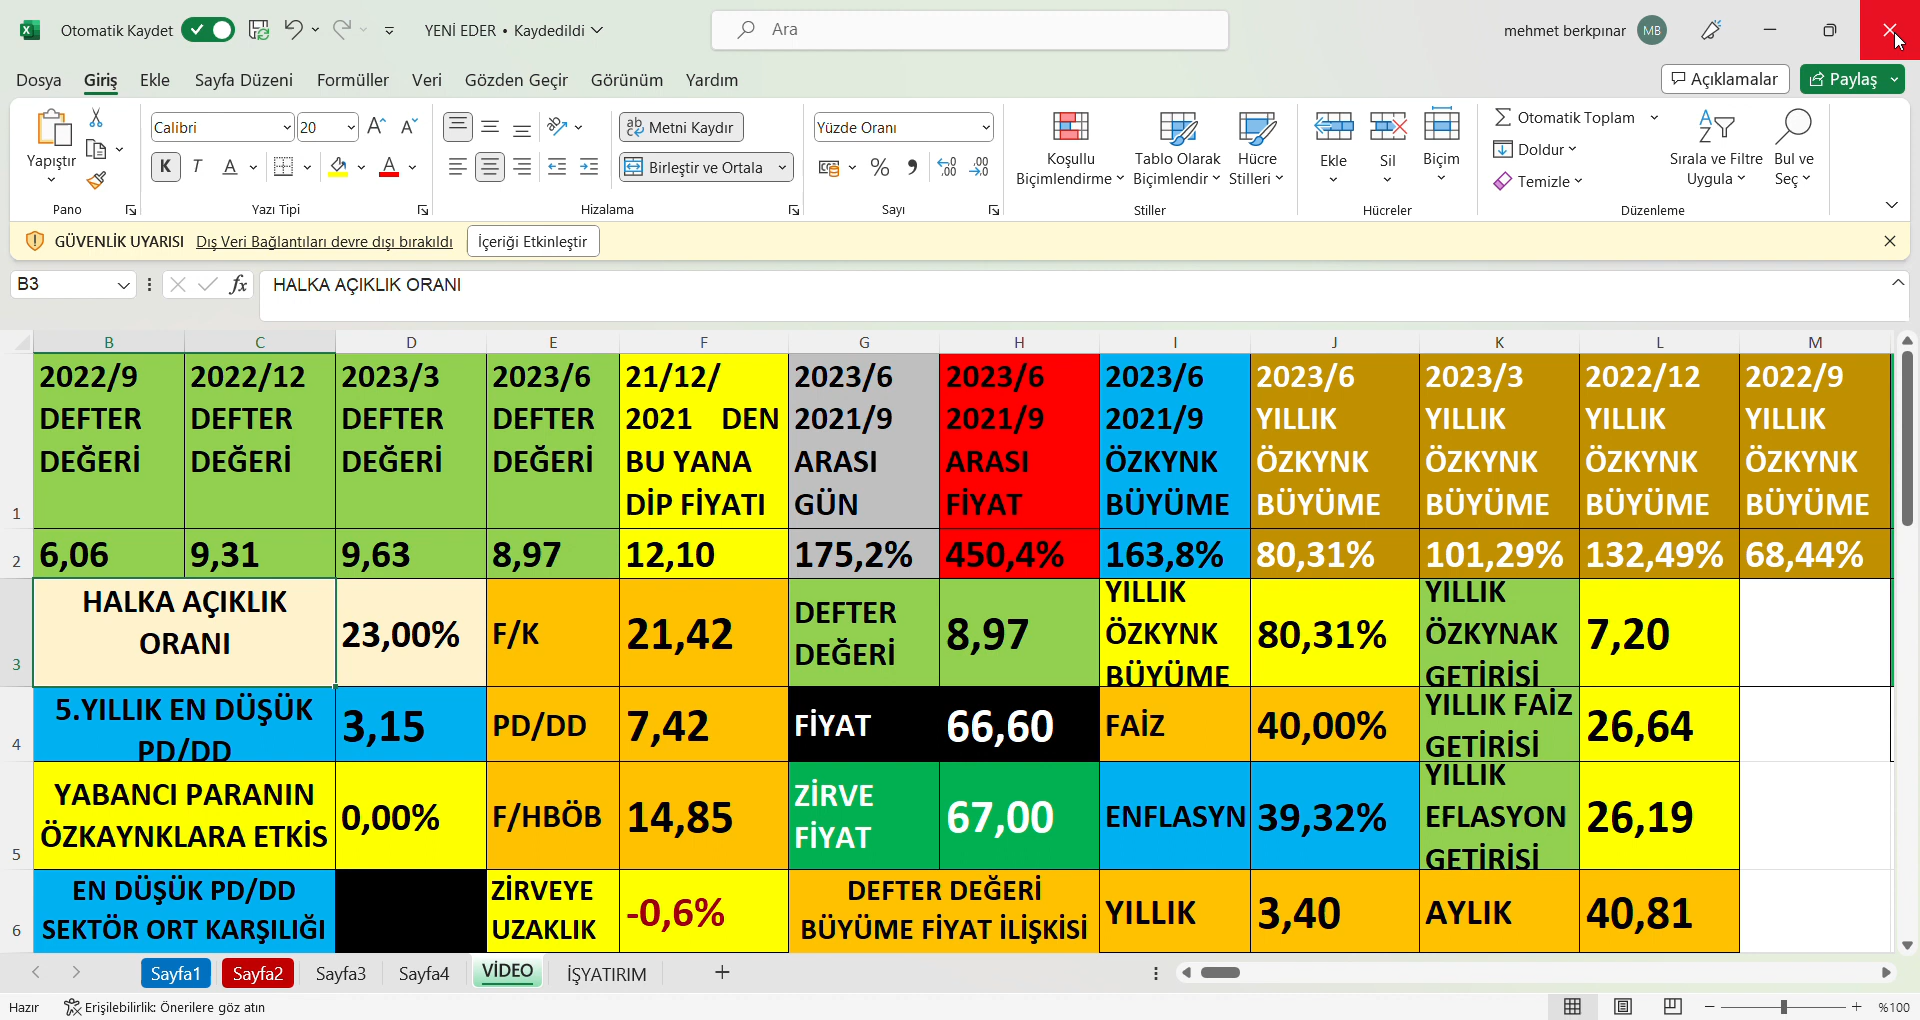 Otomatik Kaydet
YENİ EDER • Kaydedildi
Ara
mehmet berkpınar
MB
Dosya Giriş Ekle Sayfa Düzeni Formüller Veri Gözden Geçir Görünüm Yardım
Açıklamalar
Paylaş
Yapıştır
Pano
Calibri
20
K T A A
Yazı Tipi
Metni Kaydır
Birleştir ve Ortala
Hizalama
Yüzde Oranı
Sayı
Koşullu
Biçimlendirme
Tablo Olarak
Biçimlendir
Hücre
Stilleri
Stiller
Ekle
Sil
Biçim
Hücreler
Otomatik Toplam
Doldur
Temizle
Sırala ve Filtre
Uygula
Bul ve
Seç
Düzenleme
GÜVENLİK UYARISI Dış Veri Bağlantıları devre dışı bırakıldı İçeriği Etkinleştir
B3
fx
HALKA AÇIKLIK ORANI
B C D E F G H I J K L M
1
2022/9
DEFTER
DEĞERİ
2022/12
DEFTER
DEĞERİ
2023/3
DEFTER
DEĞERİ
2023/6
DEFTER
DEĞERİ
21/12/
2021 DEN
BU YANA
DİP FİYATI
2023/6
2021/9
ARASI
GÜN
2023/6
2021/9
ARASI
FİYAT
2023/6
2021/9
ÖZKYNK
BÜYÜME
2023/6
YILLIK
ÖZKYNK
BÜYÜME
2023/3
YILLIK
ÖZKYNK
BÜYÜME
2022/12
YILLIK
ÖZKYNK
BÜYÜME
2022/9
YILLIK
ÖZKYNK
BÜYÜME
2
6,06 9,31 9,63 8,97 12,10 175,2% 450,4% 163,8% 80,31% 101,29% 132,49% 68,44%
3
HALKA AÇIKLIK
ORANI
23,00%
F/K
21,42
DEFTER
DEĞERİ
8,97
YILLIK
ÖZKYNK
BÜYÜME
80,31%
YILLIK
ÖZKYNAK
GETİRİSİ
7,20
4
5.YILLIK EN DÜŞÜK
PD/DD
3,15
PD/DD
7,42
FİYAT
66,60
FAİZ
40,00%
YILLIK FAİZ
GETİRİSİ
26,64
5
YABANCI PARANIN
ÖZKAYNKLARA ETKİS
0,00%
F/HBÖB
14,85
ZİRVE
FİYAT
67,00
ENFLASYN
39,32%
YILLIK
EFLASYON
GETİRİSİ
26,19
6
EN DÜŞÜK PD/DD
SEKTÖR ORT KARŞILIĞI
ZİRVEYE
UZAKLIK
-0,6%
DEFTER DEĞERİ
BÜYÜME FİYAT İLİŞKİSİ
YILLIK
3,40
AYLIK
40,81
Sayfa1 Sayfa2 Sayfa3 Sayfa4 VİDEO İŞYATIRIM
Hazır
Erişilebilirlik: Önerilere göz atın
%100